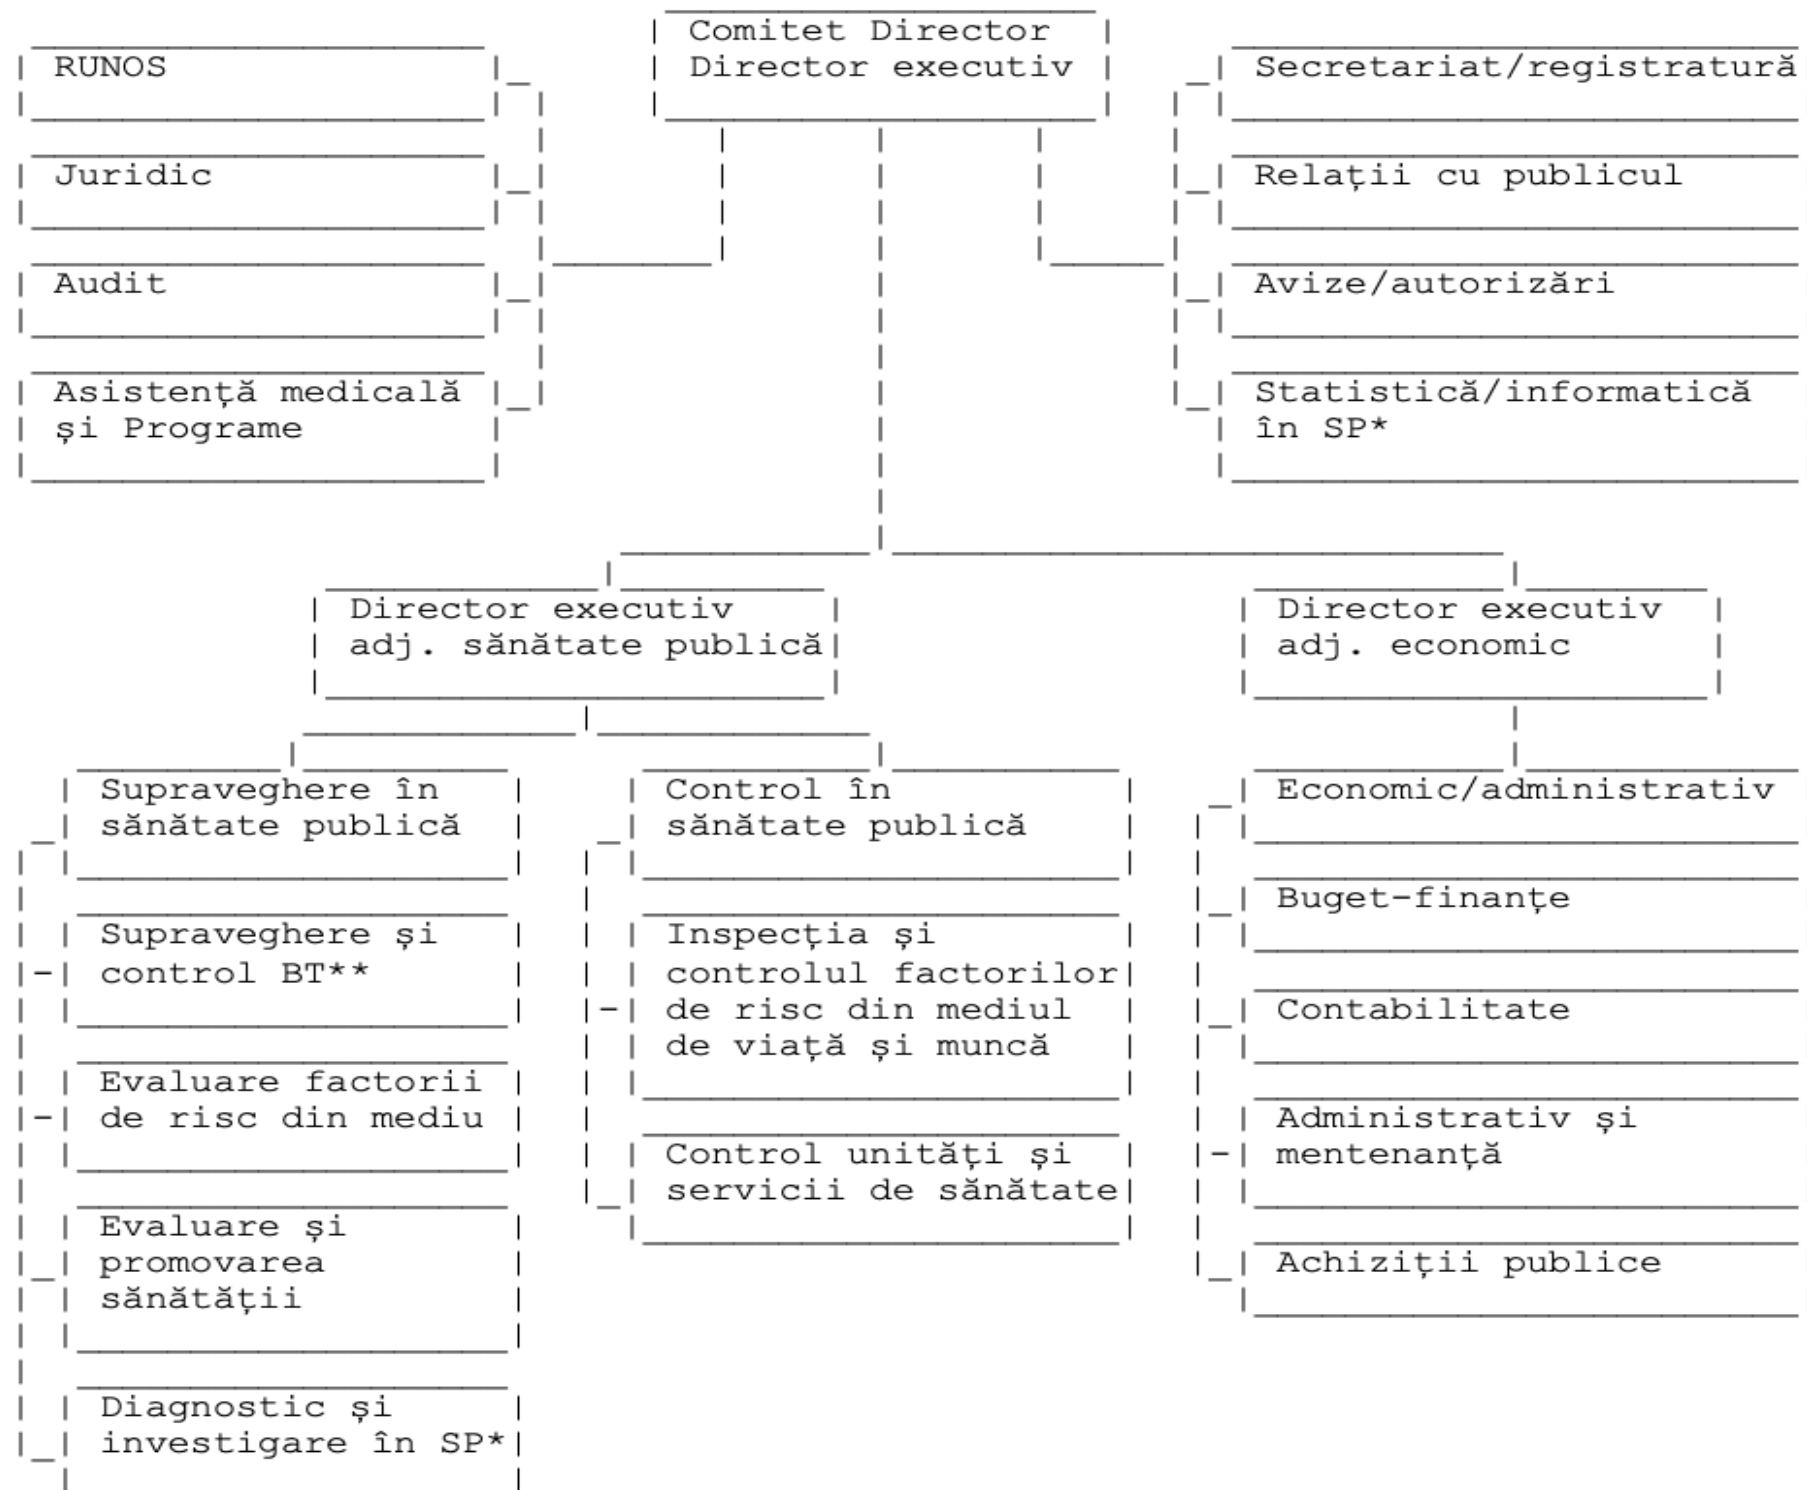 Comitet Director
Director executiv
RUNOS
Juridic
Audit
Asistență medicală
și Programe
Secretariat/registratură
Relații cu publicul
Avize/autorizări
Statistică/informatică
în SP*
Director executiv
adj. sănătate publică
Director executiv
adj. economic
Supraveghere în
sănătate publică
Supraveghere și
control BT**
Evaluare factorii
de risc din mediu
Evaluare și
promovarea
sănătății
Diagnostic și
investigare în SP*
Control în
sănătate publică
Inspecția și
controlul factorilor
de risc din mediul
de viață și muncă
Control unități și
servicii de sănătate
Economic/administrativ
Buget-finanțe
Contabilitate
Administrativ și
mentenanță
Achiziții publice